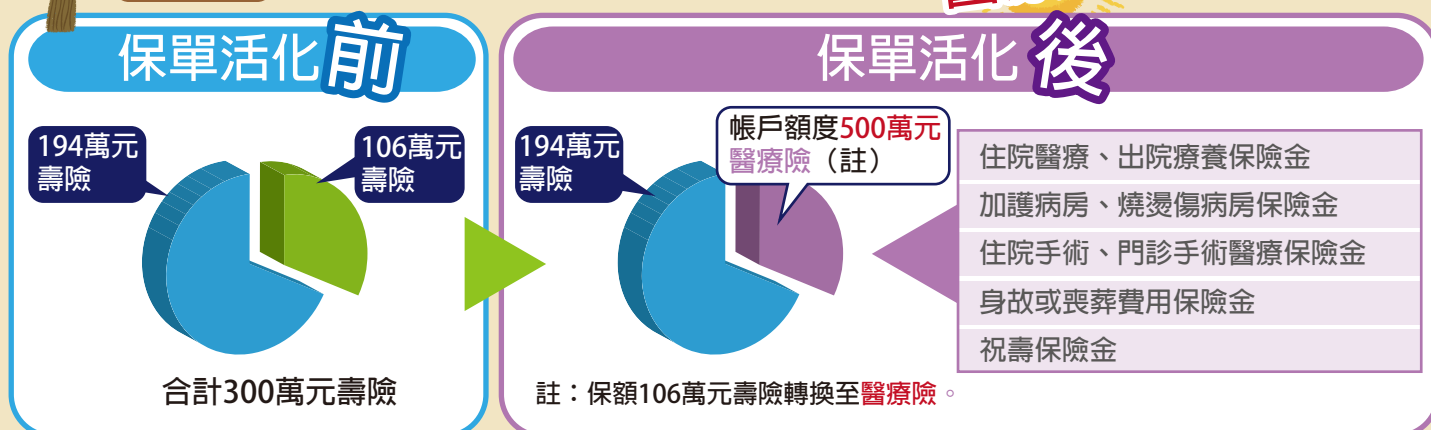 保單活化前
194萬元
壽險
106萬元
壽險
合計300萬元壽險
保單活化後
194萬元
壽險
帳戶額度500萬元
醫療險（註）
住院醫療、出院療養保險金
加護病房、燒燙傷病房保險金
住院手術、門診手術醫療保險金
身故或喪葬費用保險金
祝壽保險金
註：保額106萬元壽險轉換至醫療險。